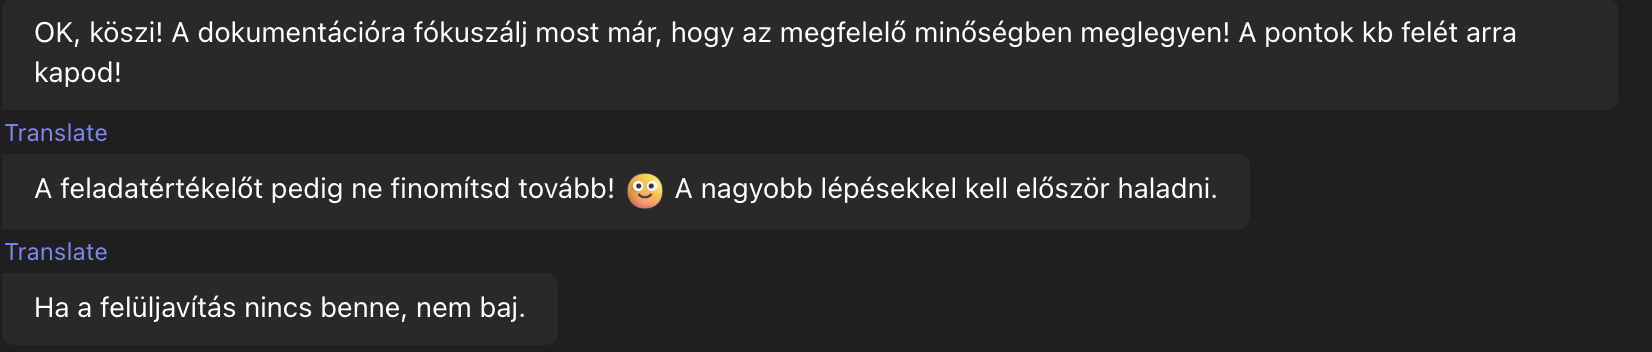 OK, köszi! A dokumentációra fókuszálj most már, hogy az megfelelő minőségben meglegyen! A pontok kb felét arra
kapod!
Translate
A feladatértékelőt pedig ne finomítsd tovább! 🙂 A nagyobb lépésekkel kell először haladni.
Translate
Ha a felüljavítás nincs benne, nem baj.